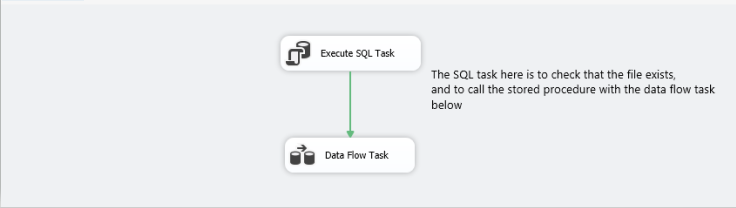 Execute SQL Task
The SQL task here is to check that the file exists,
and to call the stored procedure with the data flow task
below
Data Flow Task